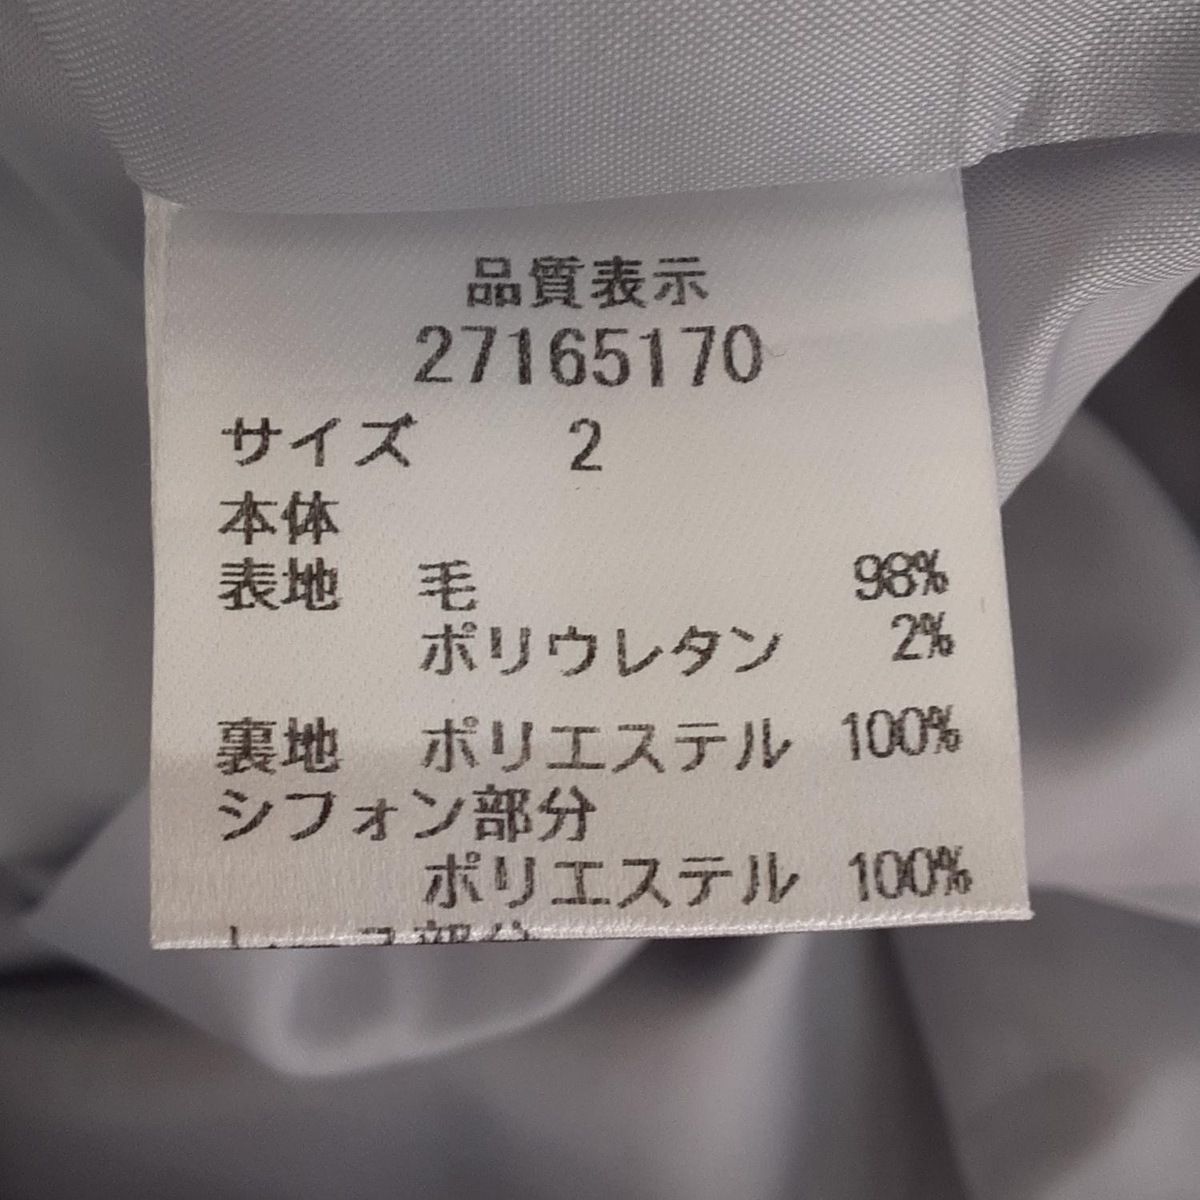 品質表示
27165170
サイズ 2
本体
表地 毛 98%
ポリウレタン 2%
裏地 ポリエステル 100%
シフォン部分
ポリエステル 100%